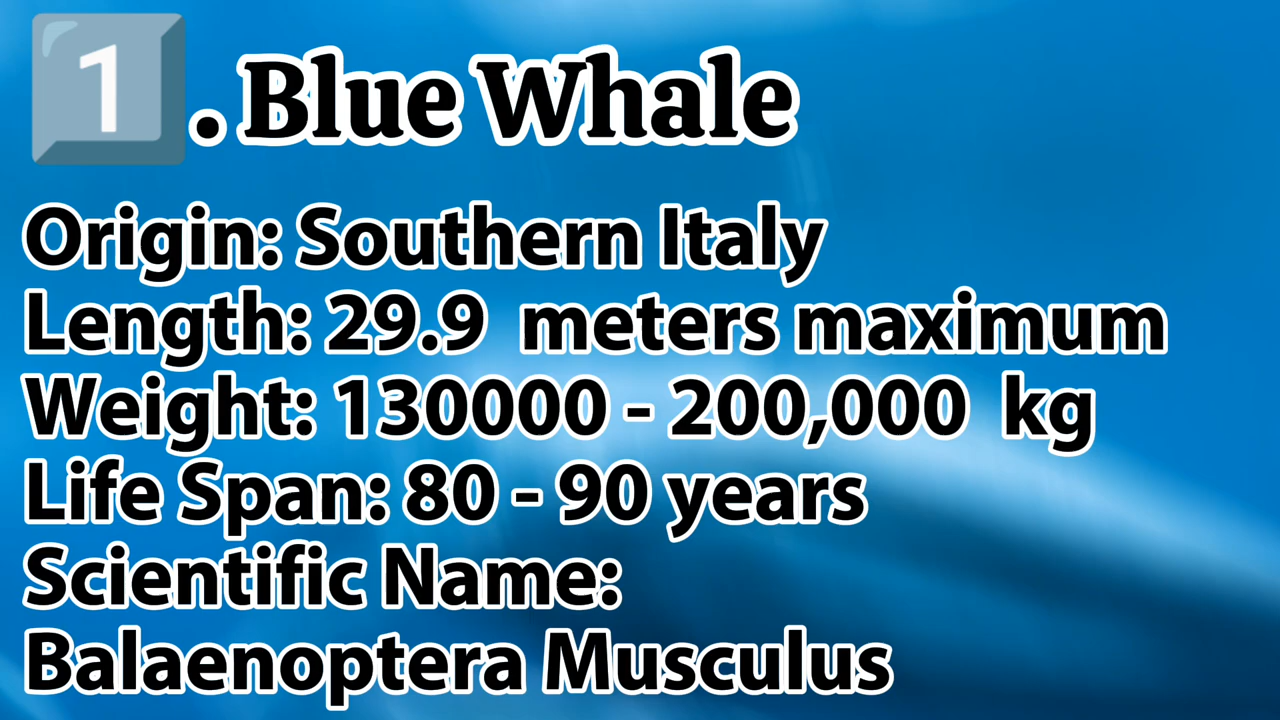 1. Blue Whale
Origin: Southern Italy
Length: 29.9 meters maximum
Weight: 130000 - 200,000 kg
Life Span: 80 - 90 years
Scientific Name:
Balaenoptera Musculus